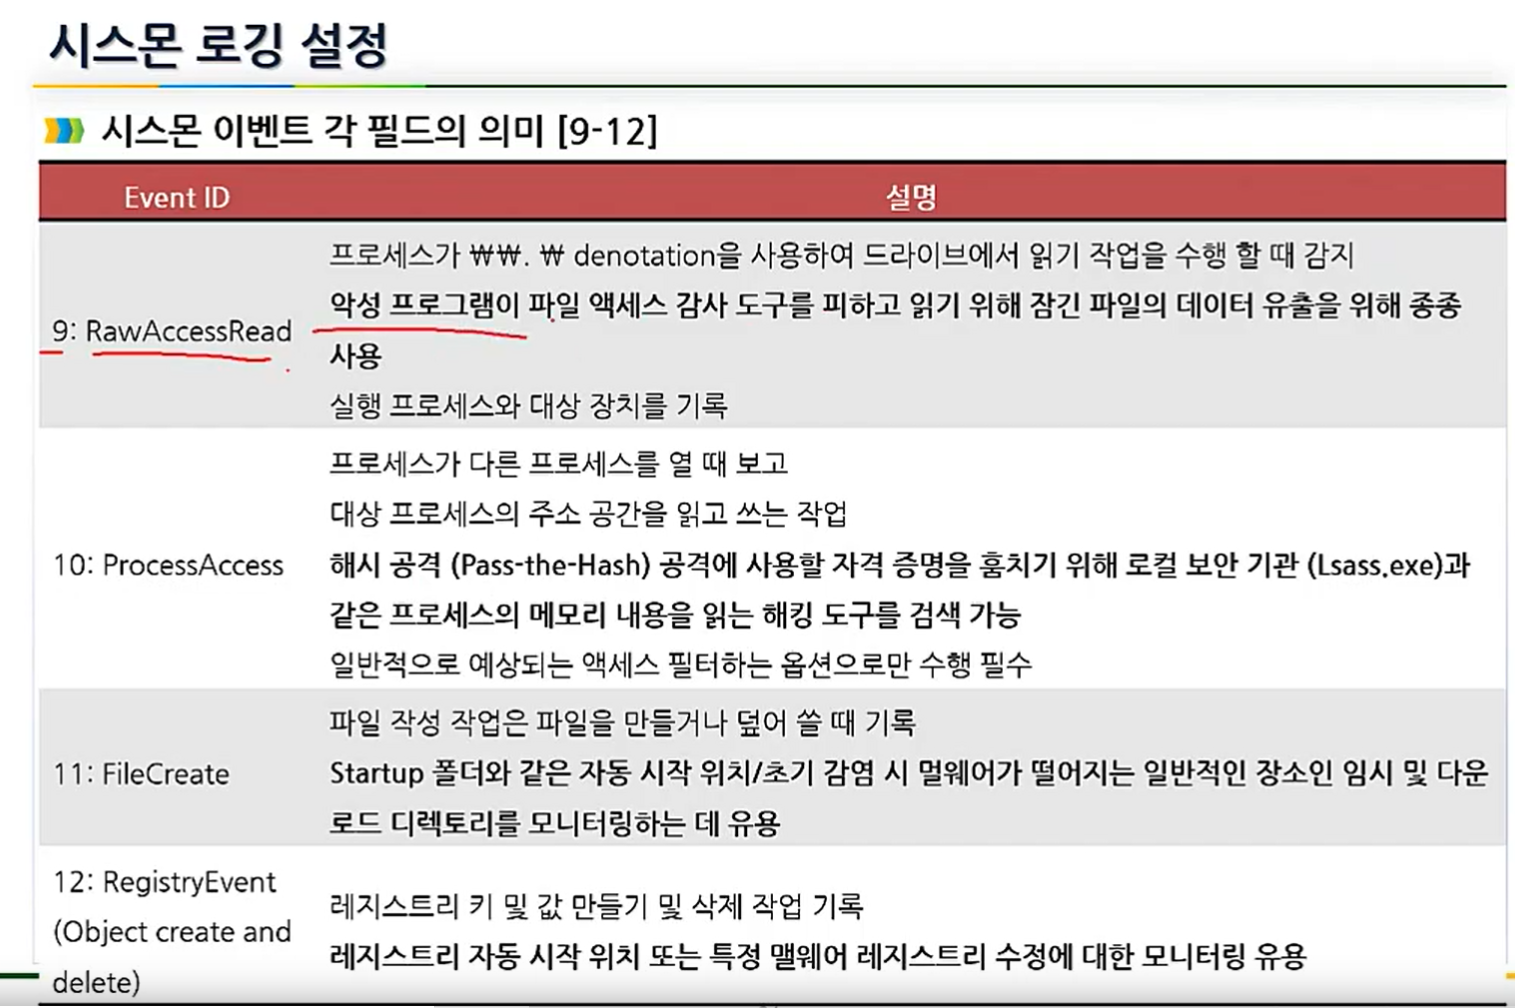 시스몬 로깅 설정
시스몬 이벤트 각 필드의 의미 [9-12]
Event ID
설명
9: RawAccessRead
프로세스가 ₩₩. ₩ denotation을 사용하여 드라이브에서 읽기 작업을 수행 할 때 감지
악성 프로그램이 파일 액세스 감사 도구를 피하고 읽기 위해 잠긴 파일의 데이터 유출을 위해 종종
사용
실행 프로세스와 대상 장치를 기록
10: ProcessAccess
프로세스가 다른 프로세스를 열 때 보고
대상 프로세스의 주소 공간을 읽고 쓰는 작업
해시 공격 (Pass-the-Hash) 공격에 사용할 자격 증명을 훔치기 위해 로컬 보안 기관 (Lsass.exe)과
같은 프로세스의 메모리 내용을 읽는 해킹 도구를 검색 가능
일반적으로 예상되는 액세스 필터하는 옵션으로만 수행 필수
11: FileCreate
파일 작성 작업은 파일을 만들거나 덮어 쓸 때 기록
Startup 폴더와 같은 자동 시작 위치/초기 감염 시 멀웨어가 떨어지는 일반적인 장소인 임시 및 다운
로드 디렉토리를 모니터링하는 데 유용
12: RegistryEvent
(Object create and
delete)
레지스트리 키 및 값 만들기 및 삭제 작업 기록
레지스트리 자동 시작 위치 또는 특정 맬웨어 레지스트리 수정에 대한 모니터링 유용